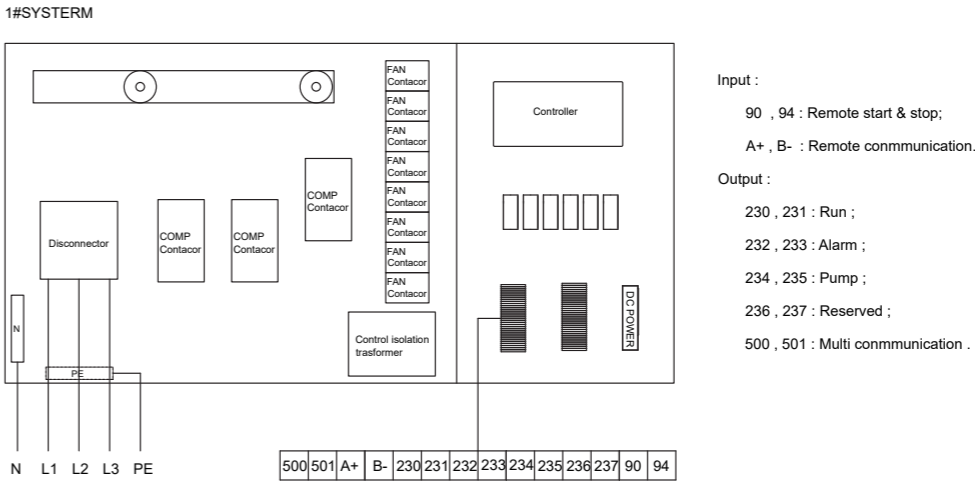 1#SYSTERM
FAN
Contacor
FAN
Contacor
FAN
Contacor
FAN
Contacor
FAN
Contacor
FAN
Contacor
FAN
Contacor
FAN
Contacor
COMP
Contacor
COMP
Contacor
COMP
Contacor
Disconnector
Control isolation
trasformer
N
PE
N L1 L2 L3 PE
Controller
DC POWER
500 501 A+ B- 230 231 232 233 234 235 236 237 90 94
Input :
90 , 94 : Remote start & stop;
A+ , B- : Remote conmmunication.
Output :
230 , 231 : Run ;
232 , 233 : Alarm ;
234 , 235 : Pump ;
236 , 237 : Reserved ;
500 , 501 : Multi conmmunication .